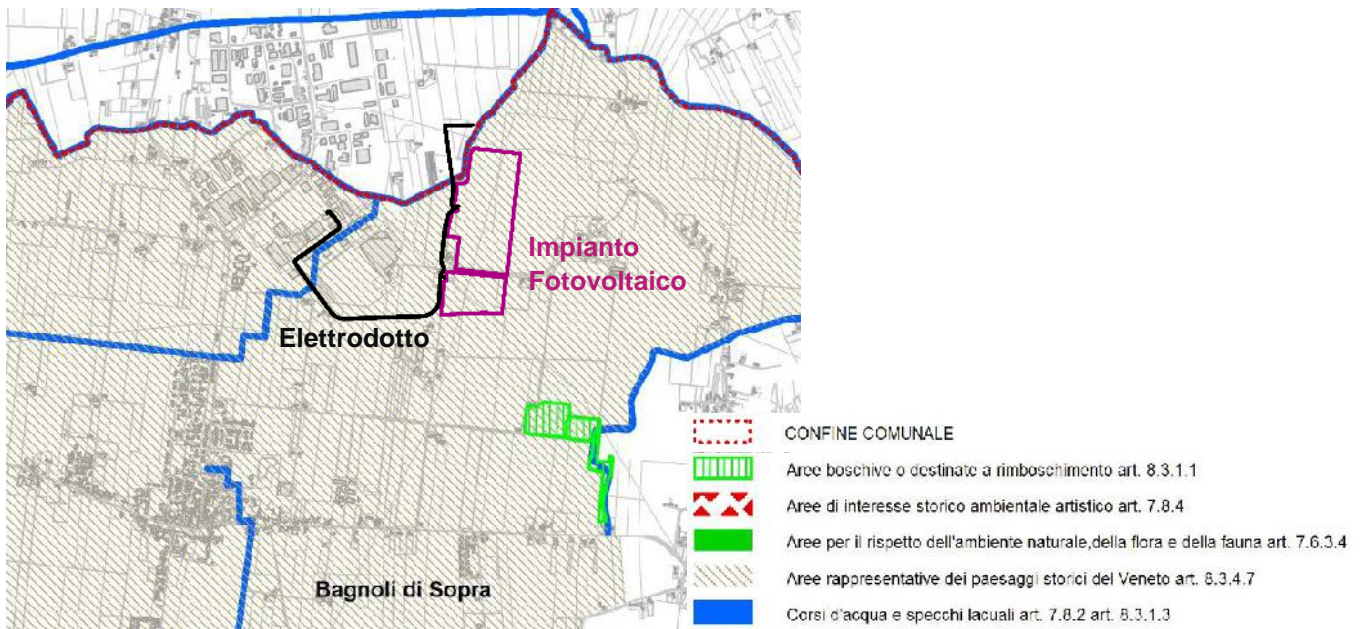 Impianto
Fotovoltaico
Elettrodotto
Bagnoli di Sopra
CONFINE COMUNALE
Aree boschive o destinate a rimboschimento art. 8.3.1.1
Aree di interesse storico ambientale artistico art. 7.8.4
Aree per il rispetto dell'ambiente naturale,della flora e della fauna art. 7.6.3.4
Aree rappresentative dei paesaggi storici del Veneto art. 8.3.4.7
Corsi d'acqua e specchi lacuali art. 7.8.2 art. 8.3.1.3